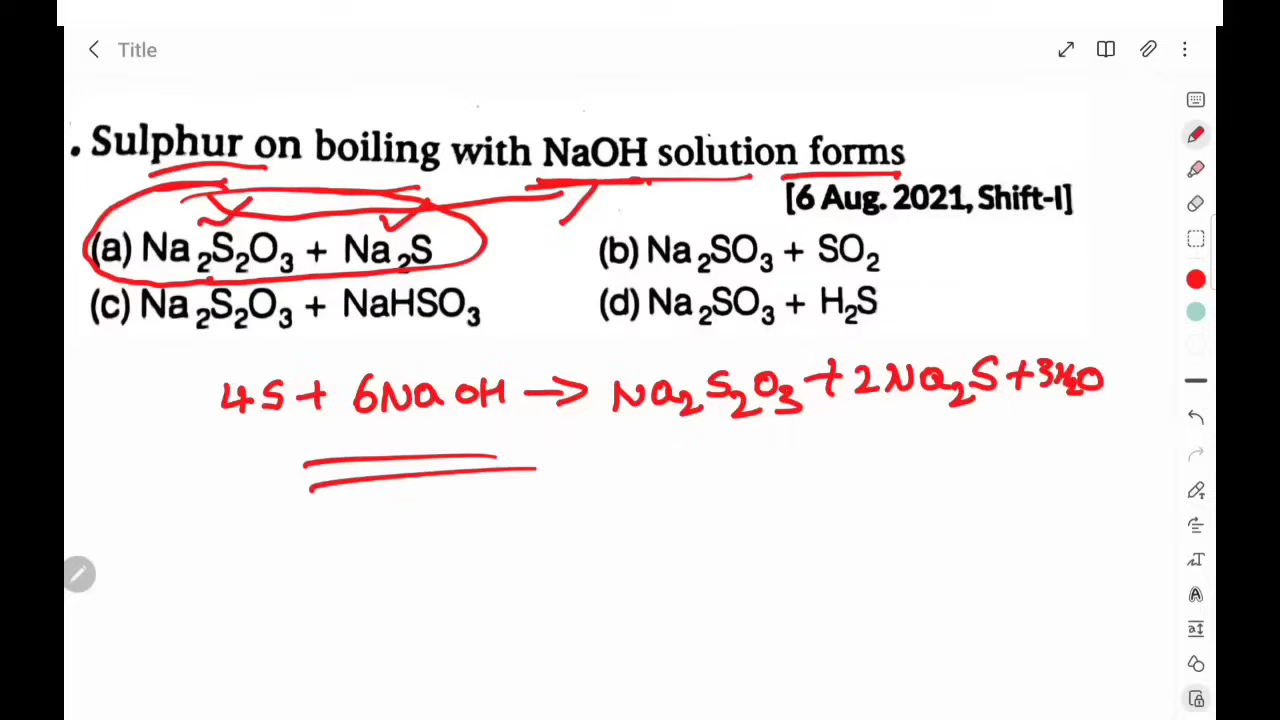 Title
. Sulphur on boiling with NaOH solution forms
[6 Aug. 2021, Shift-I]
(a) Na₂S₂O₃ + Na₂S (b) Na₂SO₃ + SO₂
(c) Na₂S₂O₃ + NaHSO₃ (d) Na₂SO₃ + H₂S
4S + 6NaOH → Na₂S₂O₃ + 2Na₂S + 3H₂O